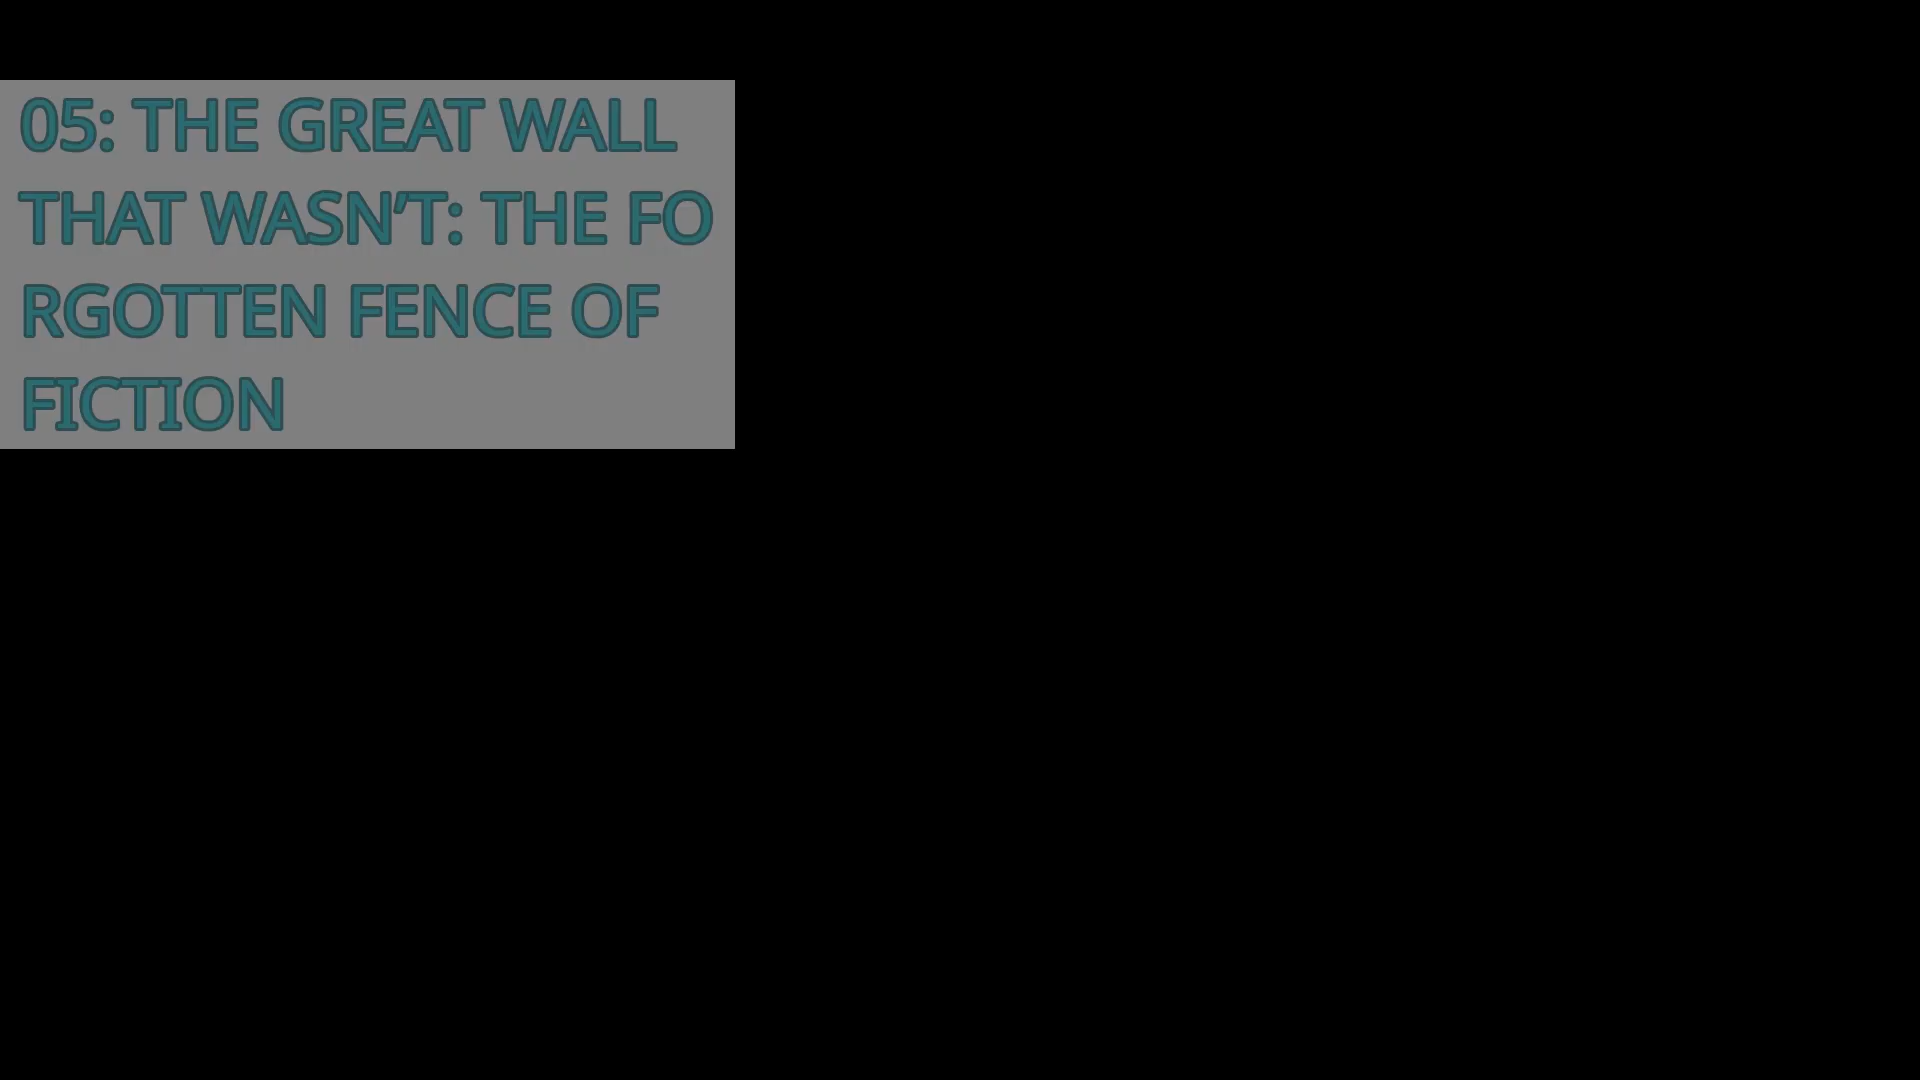 05: THE GREAT WALL
THAT WASN’T: THE FO
RGOTTEN FENCE OF
FICTION